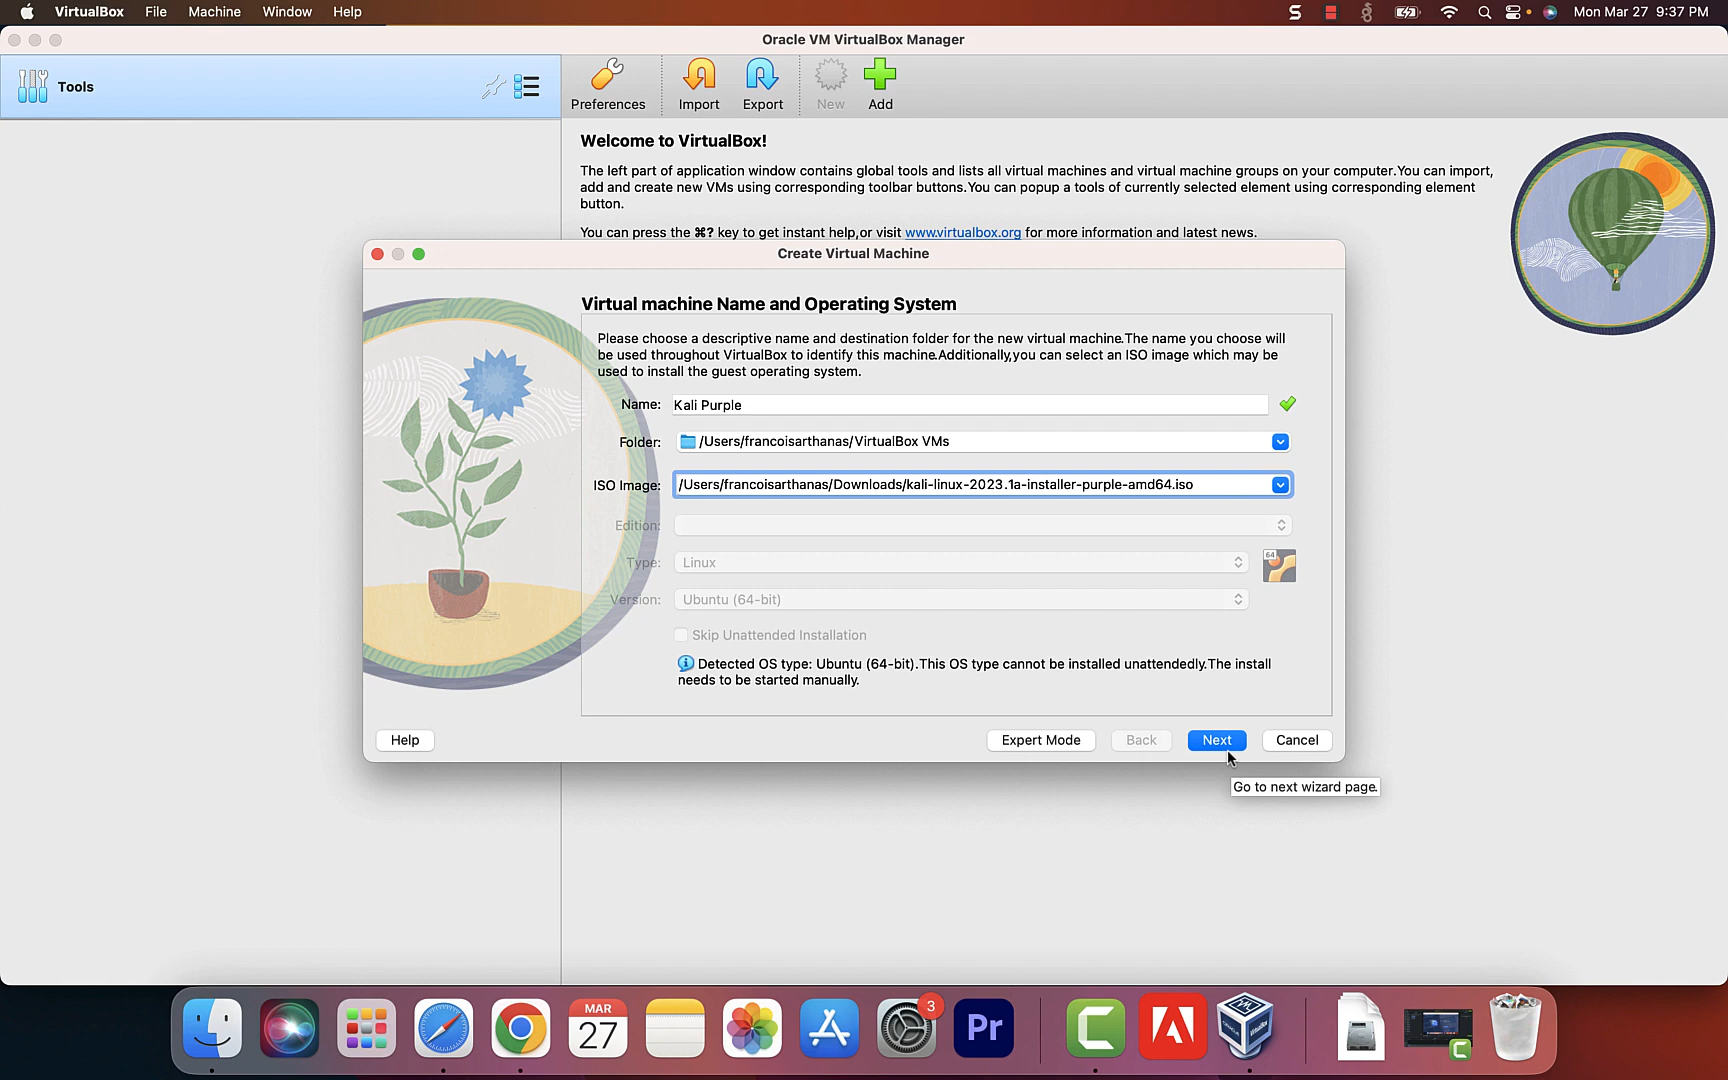 VirtualBox File Machine Window Help
Mon Mar 27 9:37 PM
Oracle VM VirtualBox Manager
Tools
Preferences Import Export New Add
Welcome to VirtualBox!
The left part of application window contains global tools and lists all virtual machines and virtual machine groups on your computer.You can import,
add and create new VMs using corresponding toolbar buttons.You can popup a tools of currently selected element using corresponding element
button.
You can press the ⌘? key to get instant help,or visit www.virtualbox.org for more information and latest news.
Create Virtual Machine
Virtual machine Name and Operating System
Please choose a descriptive name and destination folder for the new virtual machine.The name you choose will
be used throughout VirtualBox to identify this machine.Additionally,you can select an ISO image which may be
used to install the guest operating system.
Name: Kali Purple
Folder: /Users/francoisarthanas/VirtualBox VMs
ISO Image: /Users/francoisarthanas/Downloads/kali-linux-2023.1a-installer-purple-amd64.iso
Edition:
Type: Linux
64
Version: Ubuntu (64-bit)
Skip Unattended Installation
Detected OS type: Ubuntu (64-bit).This OS type cannot be installed unattendedly.The install
needs to be started manually.
Help Expert Mode Back Next Cancel
Go to next wizard page.
MAR
27
3
Pr